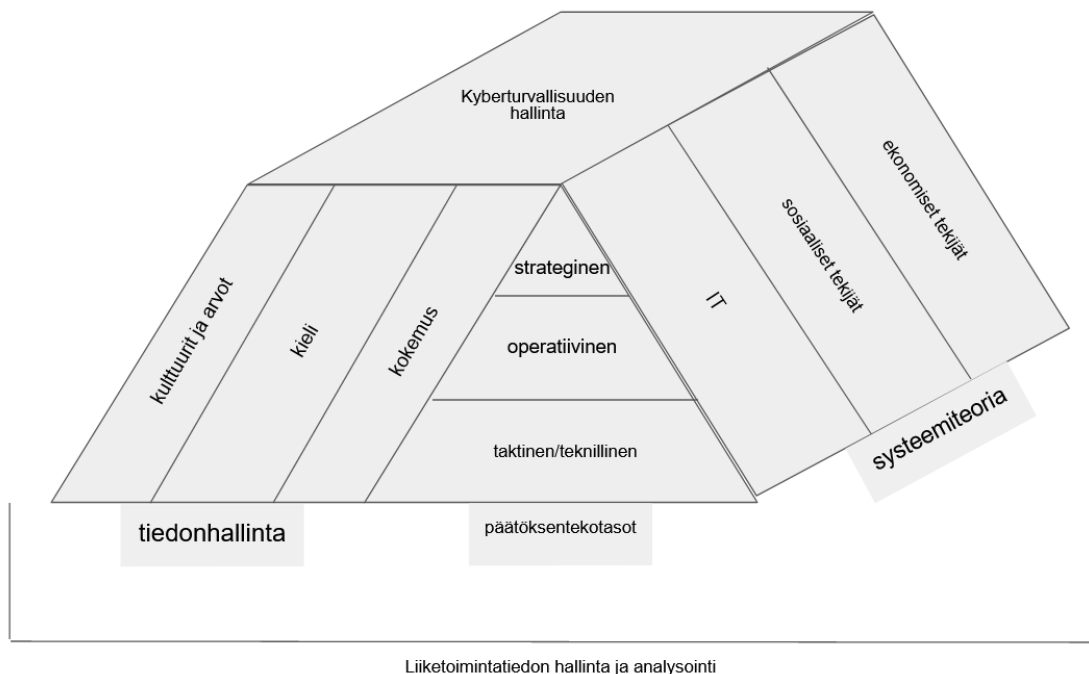 Kyberturvallisuuden
hallinta
kulttuurit ja arvot
kieli
kokemus
strateginen
operatiivinen
taktinen/teknillinen
IT
sosiaaliset tekijät
ekonomiset tekijät
tiedonhallinta
päätöksentekotasot
systeemiteoria
Liiketoimintatiedon hallinta ja analysointi